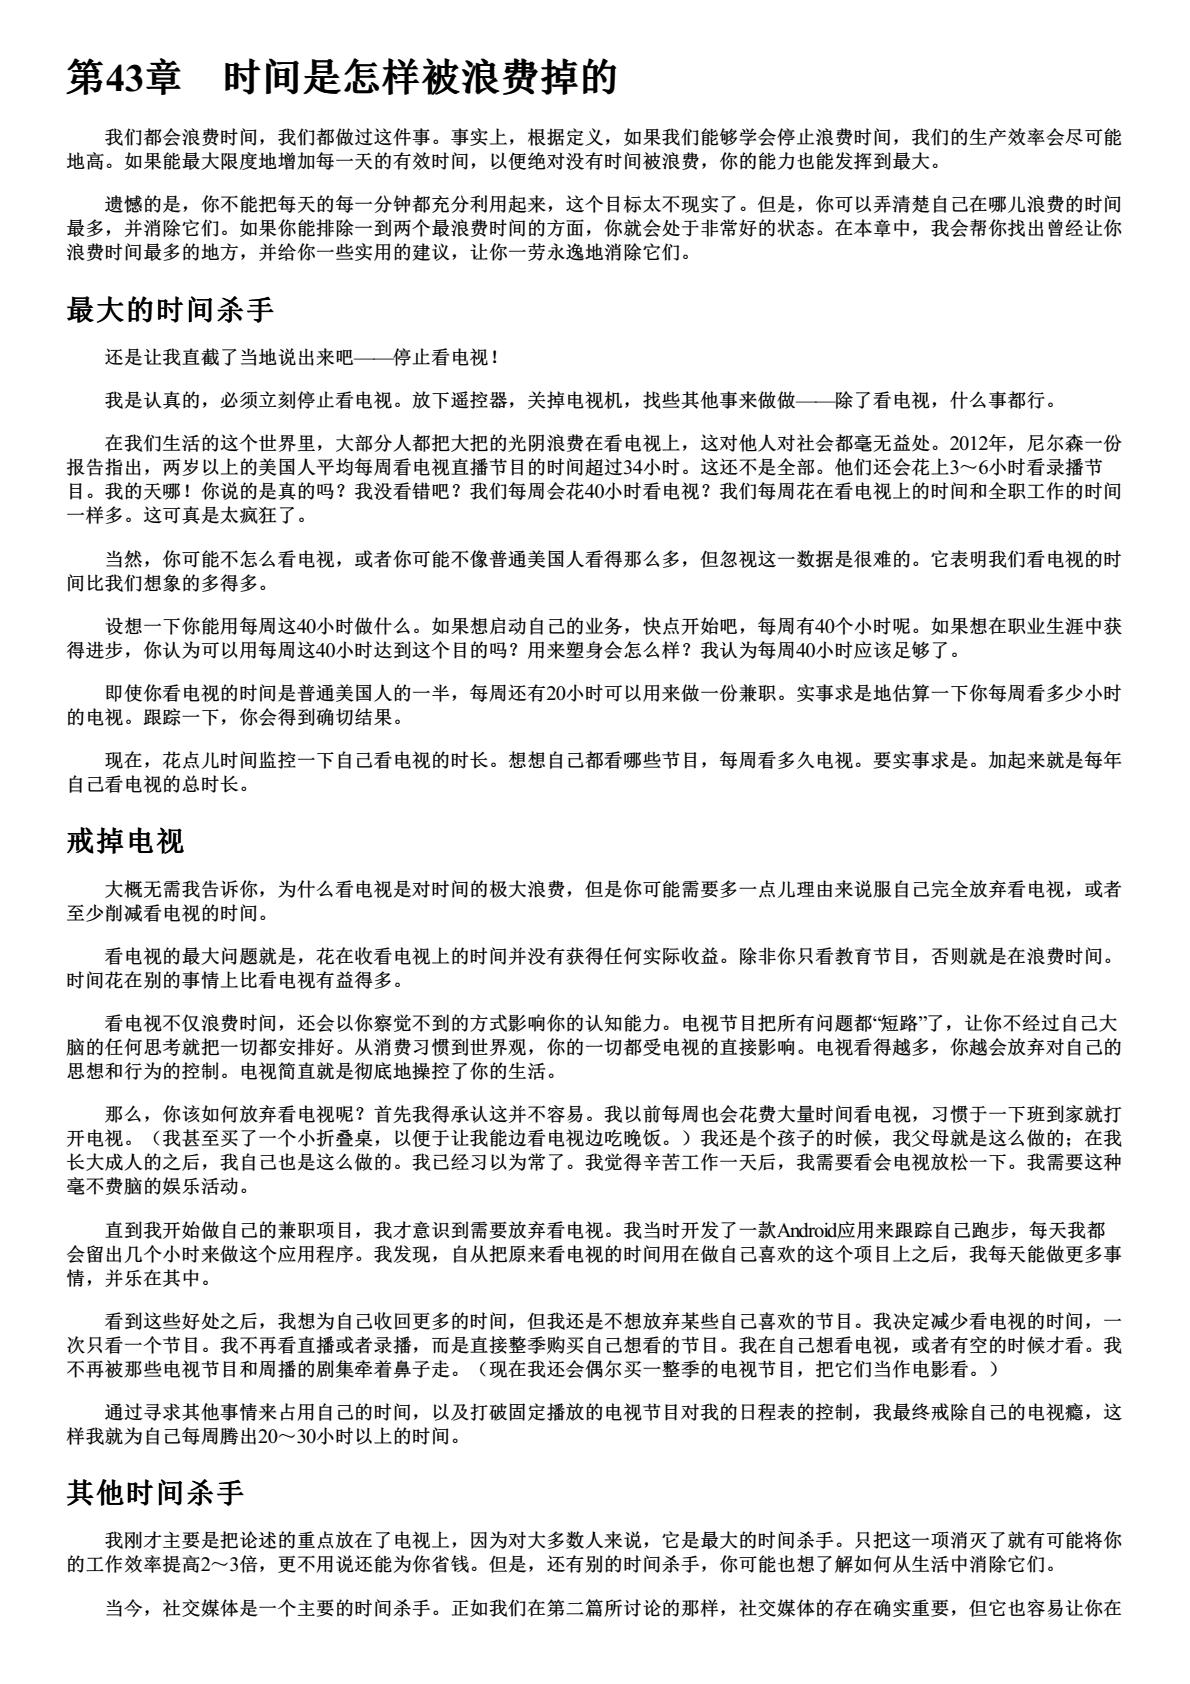 第43章　时间是怎样被浪费掉的
我们都会浪费时间，我们都做过这件事。事实上，根据定义，如果我们能够学会停止浪费时间，我们的生产效率会尽可能
地高。如果能最大限度地增加每一天的有效时间，以便绝对没有时间被浪费，你的能力也能发挥到最大。
遗憾的是，你不能把每天的每一分钟都充分利用起来，这个目标太不现实了。但是，你可以弄清楚自己在哪儿浪费的时间
最多，并消除它们。如果你能排除一到两个最浪费时间的方面，你就会处于非常好的状态。在本章中，我会帮你找出曾经让你
浪费时间最多的地方，并给你一些实用的建议，让你一劳永逸地消除它们。
最大的时间杀手
还是让我直截了当地说出来吧——停止看电视！
我是认真的，必须立刻停止看电视。放下遥控器，关掉电视机，找些其他事来做做——除了看电视，什么事都行。
在我们生活的这个世界里，大部分人都把大把的光阴浪费在看电视上，这对他人对社会都毫无益处。2012年，尼尔森一份
报告指出，两岁以上的美国人平均每周看电视直播节目的时间超过34小时。这还不是全部。他们还会花上3～6小时看录播节
目。我的天哪！你说的是真的吗？我没看错吧？我们每周会花40小时看电视？我们每周花在看电视上的时间和全职工作的时间
一样多。这可真是太疯狂了。
当然，你可能不怎么看电视，或者你可能不像普通美国人看得那么多，但忽视这一数据是很难的。它表明我们看电视的时
间比我们想象的多得多。
设想一下你能用每周这40小时做什么。如果想启动自己的业务，快点开始吧，每周有40个小时呢。如果想在职业生涯中获
得进步，你认为可以用每周这40小时达到这个目的吗？用来塑身会怎么样？我认为每周40小时应该足够了。
即使你看电视的时间是普通美国人的一半，每周还有20小时可以用来做一份兼职。实事求是地估算一下你每周看多少小时
的电视。跟踪一下，你会得到确切结果。
现在，花点儿时间监控一下自己看电视的时长。想想自己都看哪些节目，每周看多久电视。要实事求是。加起来就是每年
自己看电视的总时长。
戒掉电视
大概无需我告诉你，为什么看电视是对时间的极大浪费，但是你可能需要多一点儿理由来说服自己完全放弃看电视，或者
至少削减看电视的时间。
看电视的最大问题就是，花在收看电视上的时间并没有获得任何实际收益。除非你只看教育节目，否则就是在浪费时间。
时间花在别的事情上比看电视有益得多。
看电视不仅浪费时间，还会以你察觉不到的方式影响你的认知能力。电视节目把所有问题都“短路”了，让你不经过自己大
脑的任何思考就把一切都安排好。从消费习惯到世界观，你的一切都受电视的直接影响。电视看得越多，你越会放弃对自己的
思想和行为的控制。电视简直就是彻底地操控了你的生活。
那么，你该如何放弃看电视呢？首先我得承认这并不容易。我以前每周也会花费大量时间看电视，习惯于一下班到家就打
开电视。（我甚至买了一个小折叠桌，以便于让我能边看电视边吃晚饭。）我还是个孩子的时候，我父母就是这么做的；在我
长大成人的之后，我自己也是这么做的。我已经习以为常了。我觉得辛苦工作一天后，我需要看会电视放松一下。我需要这种
毫不费脑的娱乐活动。
直到我开始做自己的兼职项目，我才意识到需要放弃看电视。我当时开发了一款Android应用来跟踪自己跑步，每天我都
会留出几个小时来做这个应用程序。我发现，自从把原来看电视的时间用在做自己喜欢的这个项目上之后，我每天能做更多事
情，并乐在其中。
看到这些好处之后，我想为自己收回更多的时间，但我还是不想放弃某些自己喜欢的节目。我决定减少看电视的时间，一
次只看一个节目。我不再看直播或者录播，而是直接整季购买自己想看的节目。我在自己想看电视，或者有空的时候才看。我
不再被那些电视节目和周播的剧集牵着鼻子走。（现在我还会偶尔买一整季的电视节目，把它们当作电影看。）
通过寻求其他事情来占用自己的时间，以及打破固定播放的电视节目对我的日程表的控制，我最终戒除自己的电视瘾，这
样我就为自己每周腾出20～30小时以上的时间。
其他时间杀手
我刚才主要是把论述的重点放在了电视上，因为对大多数人来说，它是最大的时间杀手。只把这一项消灭了就有可能将你
的工作效率提高2～3倍，更不用说还能为你省钱。但是，还有别的时间杀手，你可能也想了解如何从生活中消除它们。
当今，社交媒体是一个主要的时间杀手。正如我们在第二篇所讨论的那样，社交媒体的存在确实重要，但它也容易让你在